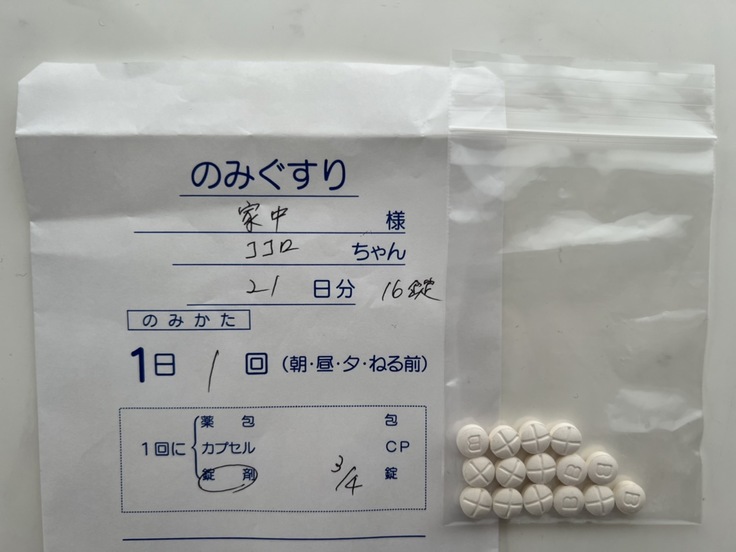 のみぐすり
家中 様
ココロ ちゃん
21 日分 16錠
のみかた
1日 1 回 (朝・昼・夕・ねる前)
薬包 包
1回に カプセル CP
錠剤 3/4 錠
B
B B
B B